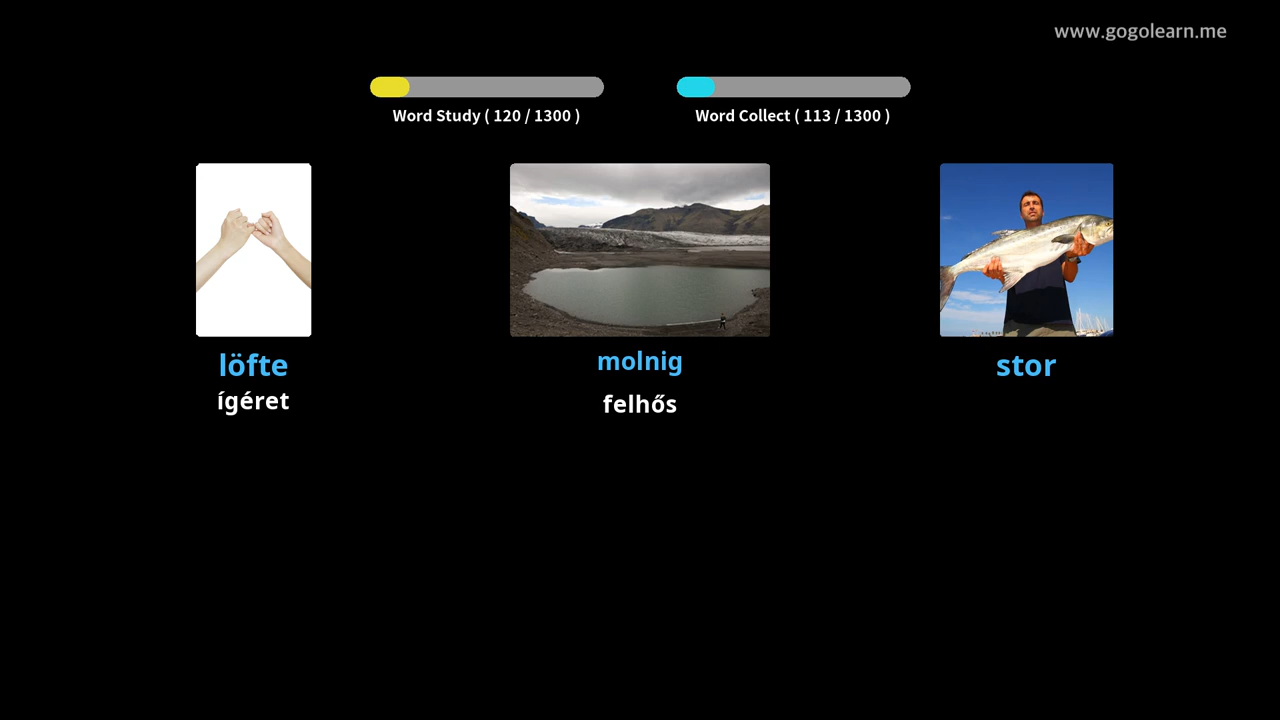 www.gogolearn.me
Word Study ( 120 / 1300 )
Word Collect ( 113 / 1300 )
löfte
ígéret
molnig
felhős
stor